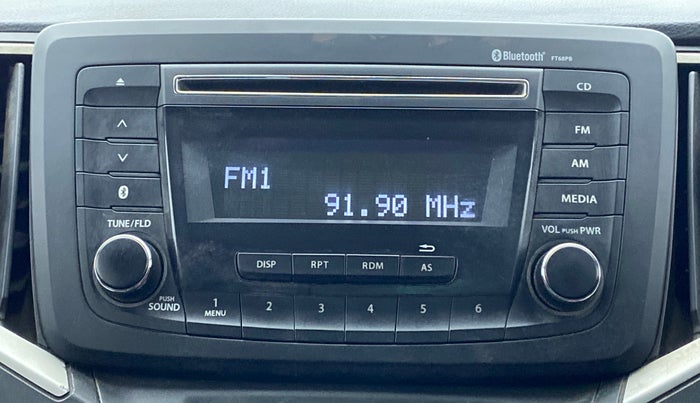 Bluetooth® FT68PB
CD
FM1
91.90 MHz
FM
AM
MEDIA
TUNE/FLD
VOL PUSH PWR
DISP RPT RDM AS
PUSH
SOUND
1 2 3 4 5 6
MENU